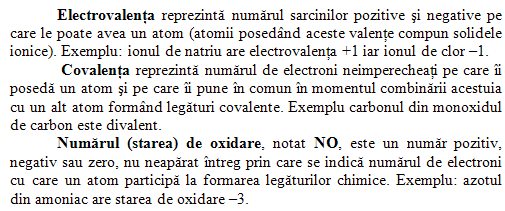 Electrovalența reprezintă numărul sarcinilor pozitive și negative pe
care le poate avea un atom (atomii posedând aceste valențe compun solidele
ionice). Exemplu: ionul de natriu are electrovalența +1 iar ionul de clor –1.
Covalența reprezintă numărul de electroni neimperecheați pe care îi
posedă un atom și pe care îi pune în comun în momentul combinării acestuia
cu un alt atom formând legături covalente. Exemplu carbonul din monoxidul
de carbon este divalent.
Numărul (starea) de oxidare, notat NO, este un număr pozitiv,
negativ sau zero, nu neapărat întreg prin care se indică numărul de electroni
cu care un atom participă la formarea legăturilor chimice. Exemplu: azotul
din amoniac are starea de oxidare –3.